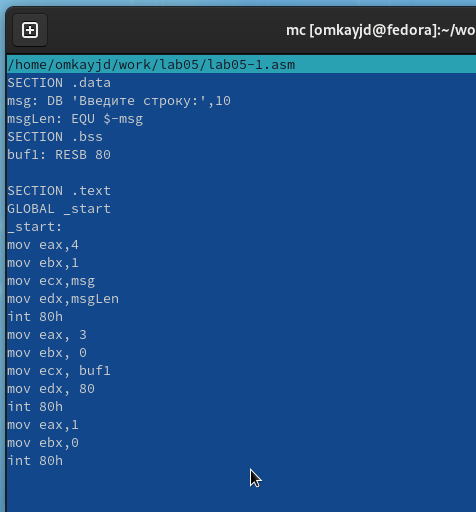 mc [omkayjd@fedora]:~/wo
/home/omkayjd/work/lab05/lab05-1.asm
SECTION .data
msg: DB 'Введите строку:',10
msgLen: EQU $-msg
SECTION .bss
buf1: RESB 80
SECTION .text
GLOBAL _start
_start:
mov eax,4
mov ebx,1
mov ecx,msg
mov edx,msgLen
int 80h
mov eax, 3
mov ebx, 0
mov ecx, buf1
mov edx, 80
int 80h
mov eax,1
mov ebx,0
int 80h